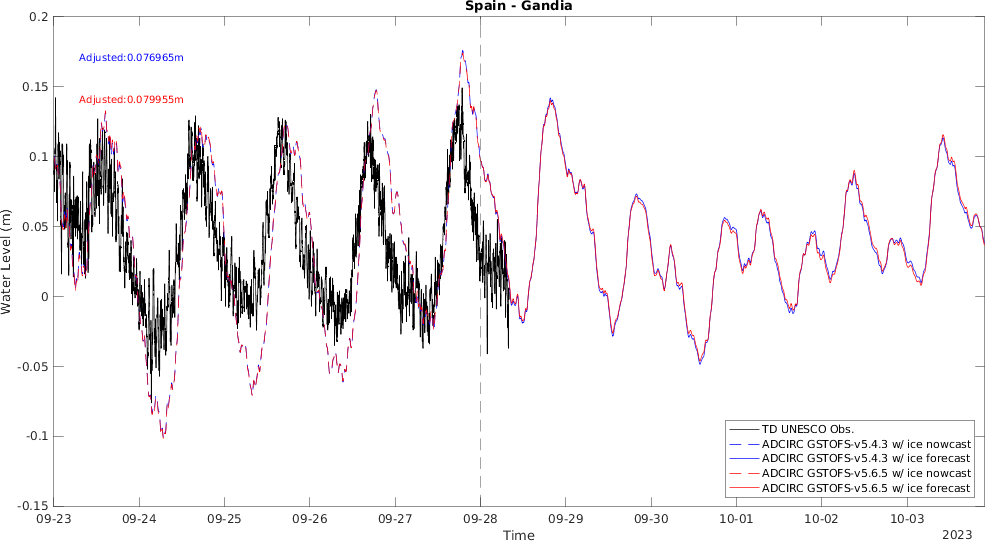 Spain - Gandia
0.2
0.15
0.1
0.05
0
-0.05
-0.1
-0.15
Water Level (m)
Adjusted:0.076965m
Adjusted:0.079955m
TD UNESCO Obs.
ADCIRC GSTOFS-v5.4.3 w/ ice nowcast
ADCIRC GSTOFS-v5.4.3 w/ ice forecast
ADCIRC GSTOFS-v5.6.5 w/ ice nowcast
ADCIRC GSTOFS-v5.6.5 w/ ice forecast
09-23 09-24 09-25 09-26 09-27 09-28 09-29 09-30 10-01 10-02 10-03
Time
2023